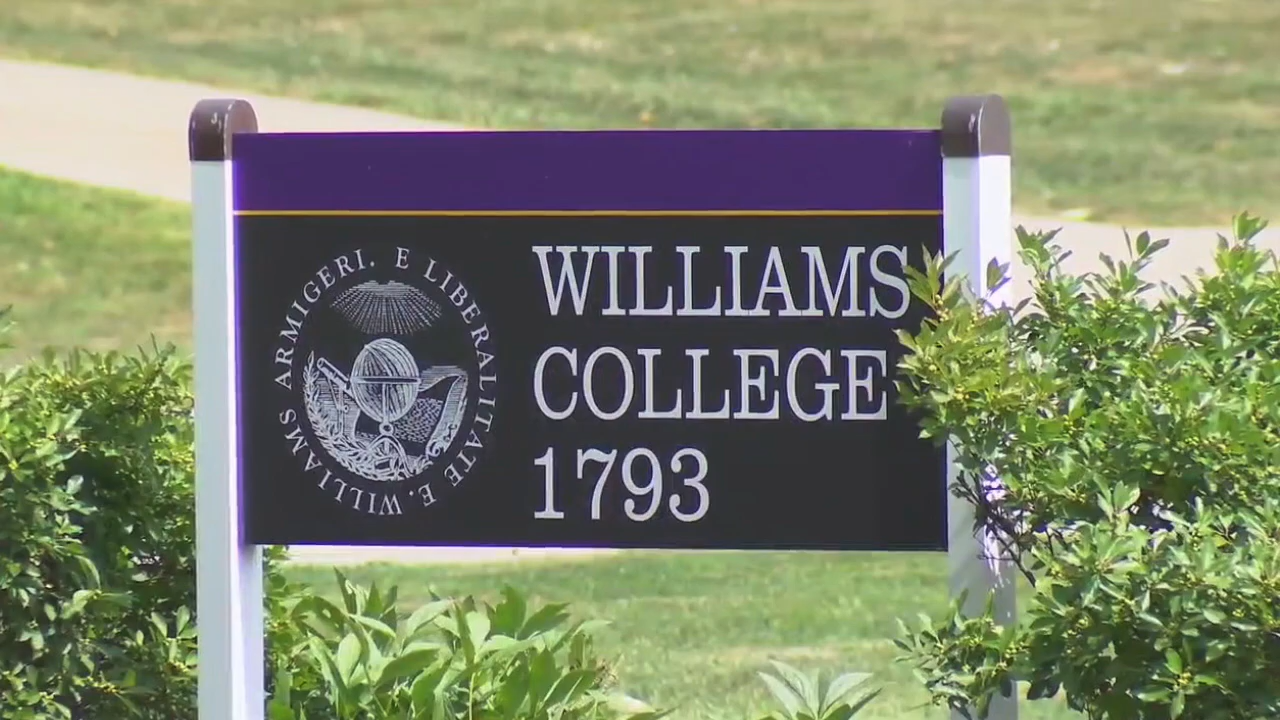 E LIBERALITATE E. WILLIAMS ARMIGERI.
WILLIAMS
COLLEGE
1793